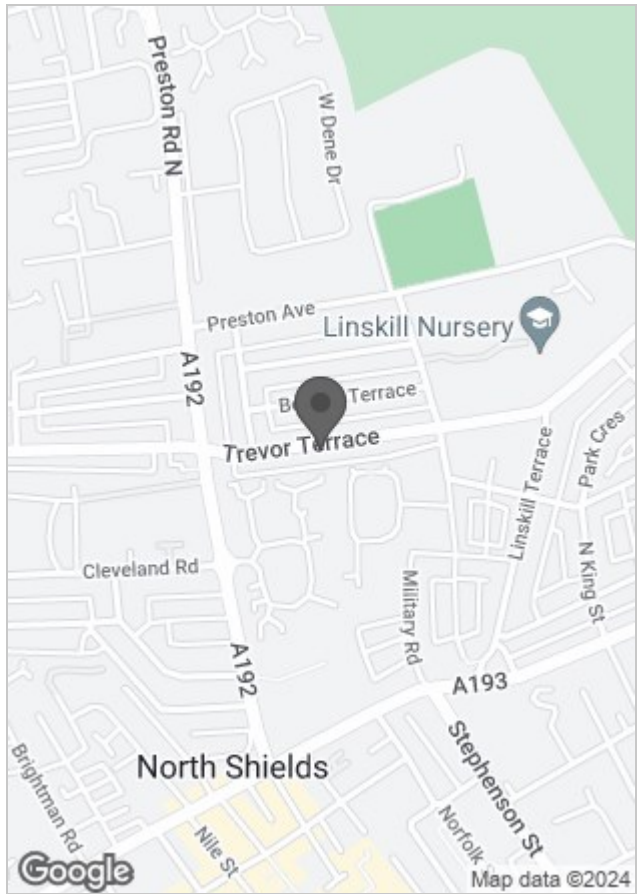 Preston Rd N
W Dene Dr
Preston Ave
Linskill Nursery
A192
Terrace
Trevor Terrace
Park Cres
Linskill Terrace
Cleveland Rd
N King St
Military Rd
A192
A193
North Shields
Stephenson St
Brightman Rd
Nile St
Norfolk
Google
Map data ©2024